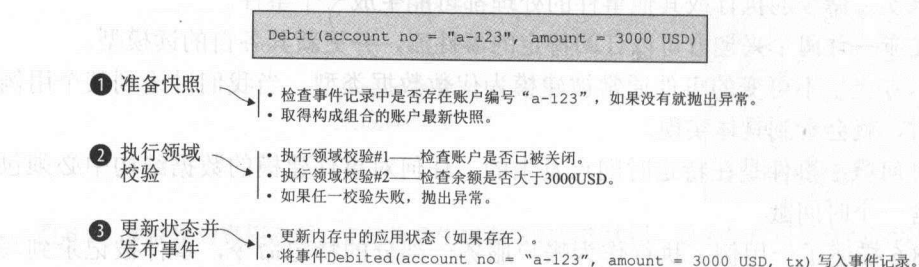 Debit(account no = "a-123", amount = 3000 USD)
❶ 准备快照
• 检查事件记录中是否存在账户编号“a-123”，如果没有就抛出异常。
• 取得构成组合的账户最新快照。
❷ 执行领域
校验
• 执行领域校验#1——检查账户是否已被关闭。
• 执行领域校验#2——检查余额是否大于3000USD。
• 如果任一校验失败，抛出异常。
❸ 更新状态并
发布事件
• 更新内存中的应用状态（如果存在）。
• 将事件Debited(account no = “a-123”, amount = 3000 USD, tx) 写入事件记录。